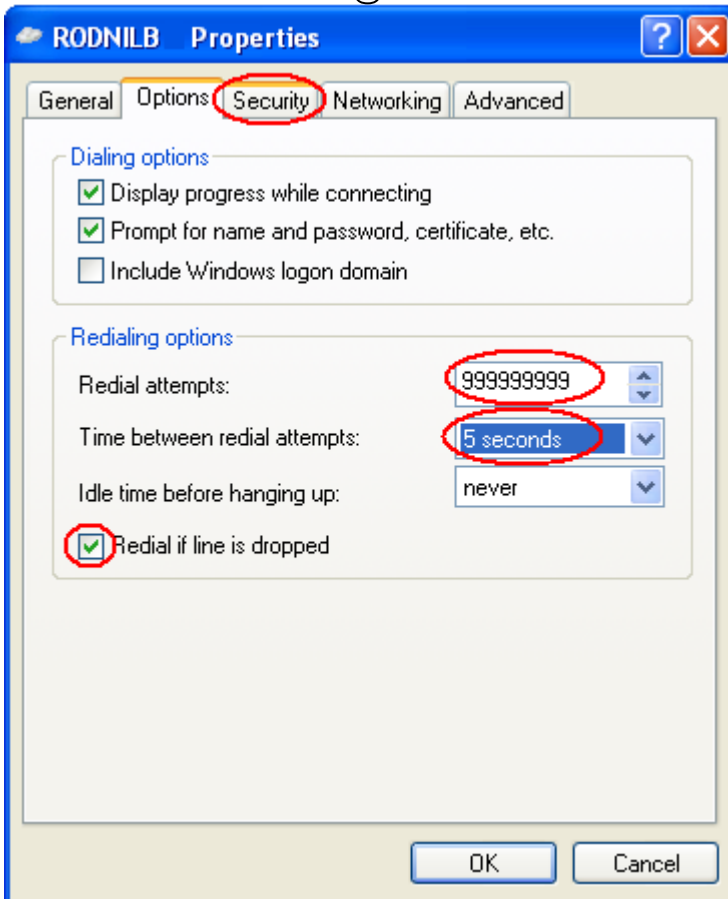 RODNILB Properties
General Options Security Networking Advanced
Dialing options
Display progress while connecting
Prompt for name and password, certificate, etc.
Include Windows logon domain
Redialing options
Redial attempts: 999999999
Time between redial attempts: 5 seconds
Idle time before hanging up: never
Redial if line is dropped
OK Cancel